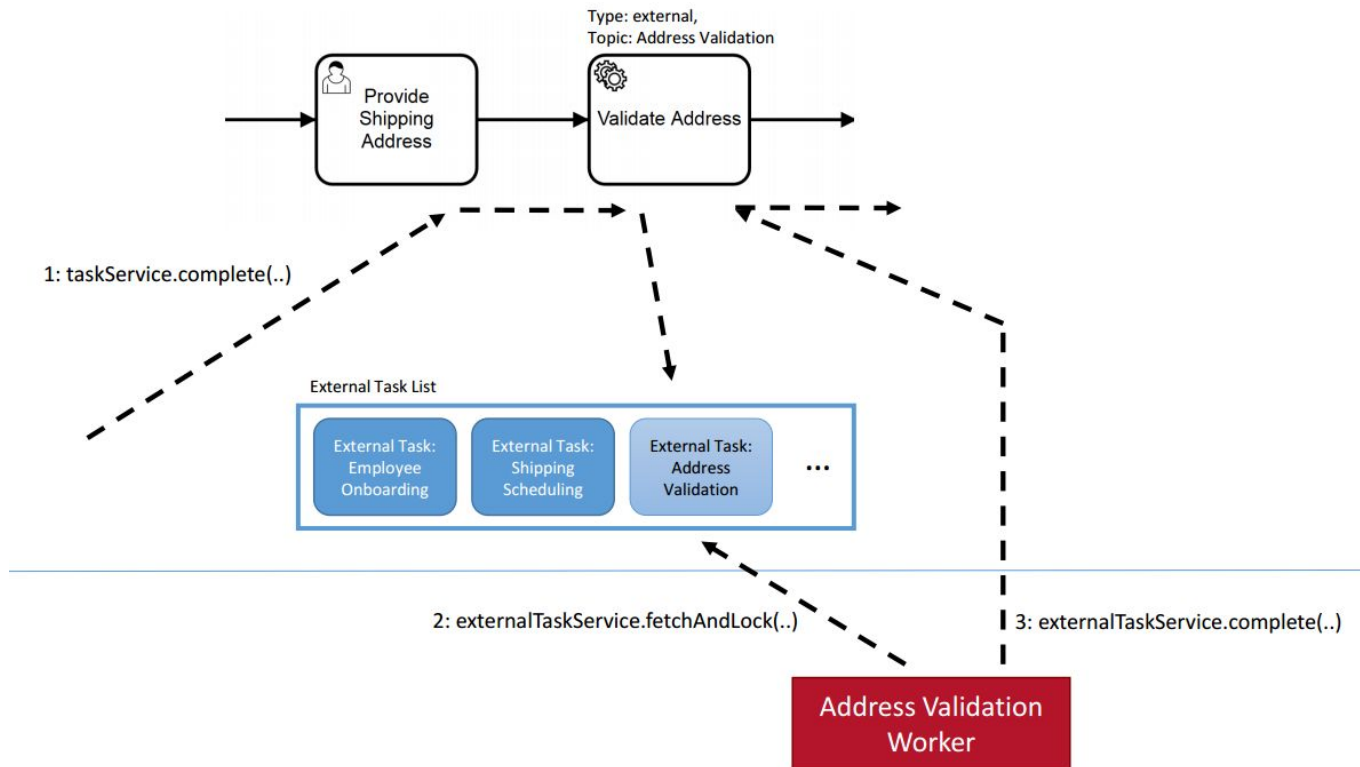 Type: external,
Topic: Address Validation
Provide
Shipping
Address
Validate Address
1: taskService.complete(..)
External Task List
External Task:
Employee
Onboarding
External Task:
Shipping
Scheduling
External Task:
Address
Validation
...
2: externalTaskService.fetchAndLock(..)
3: externalTaskService.complete(..)
Address Validation
Worker